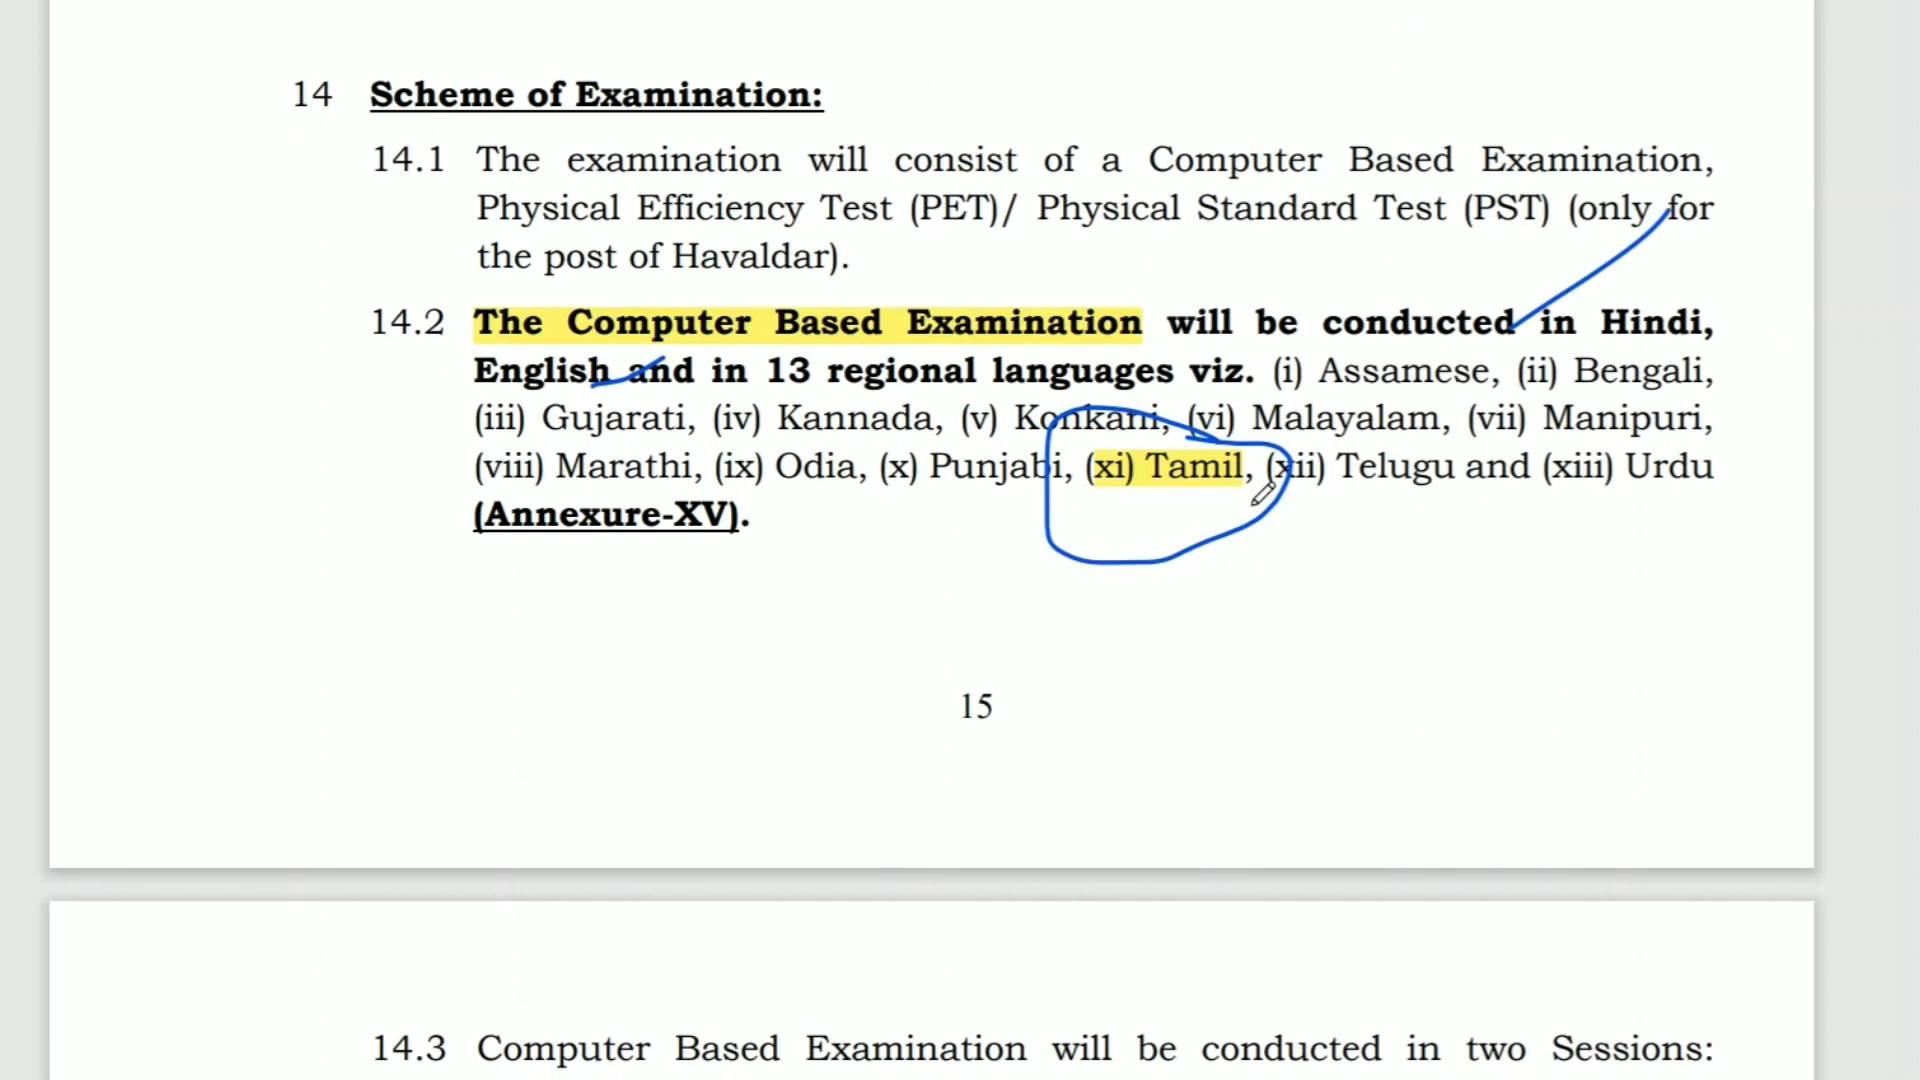 14 Scheme of Examination:
14.1 The examination will consist of a Computer Based Examination,
Physical Efficiency Test (PET)/ Physical Standard Test (PST) (only for
the post of Havaldar).
14.2 The Computer Based Examination will be conducted in Hindi,
English and in 13 regional languages viz. (i) Assamese, (ii) Bengali,
(iii) Gujarati, (iv) Kannada, (v) Konkani, (vi) Malayalam, (vii) Manipuri,
(viii) Marathi, (ix) Odia, (x) Punjabi, (xi) Tamil, (xii) Telugu and (xiii) Urdu
(Annexure-XV).
15
14.3 Computer Based Examination will be conducted in two Sessions: